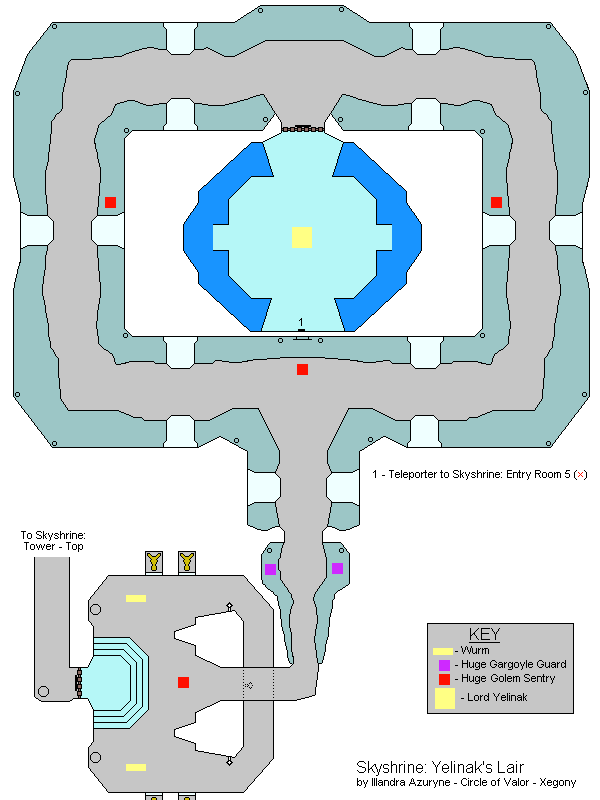 1
1 - Teleporter to Skyshrine: Entry Room 5 (×)
To Skyshrine:
Tower - Top
KEY
- Wurm
- Huge Gargoyle Guard
- Huge Golem Sentry
- Lord Yelinak
Skyshrine: Yelinak's Lair
by Illandra Azuryne - Circle of Valor - Xegony